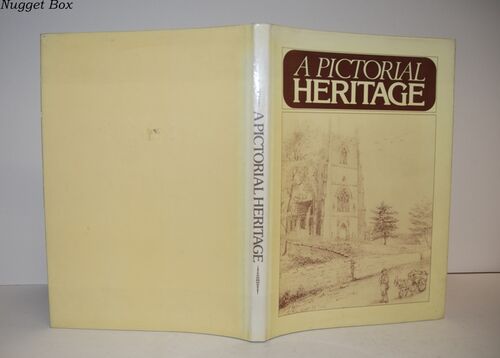 Nugget Box
A PICTORIAL
HERITAGE
A PICTORIAL HERITAGE